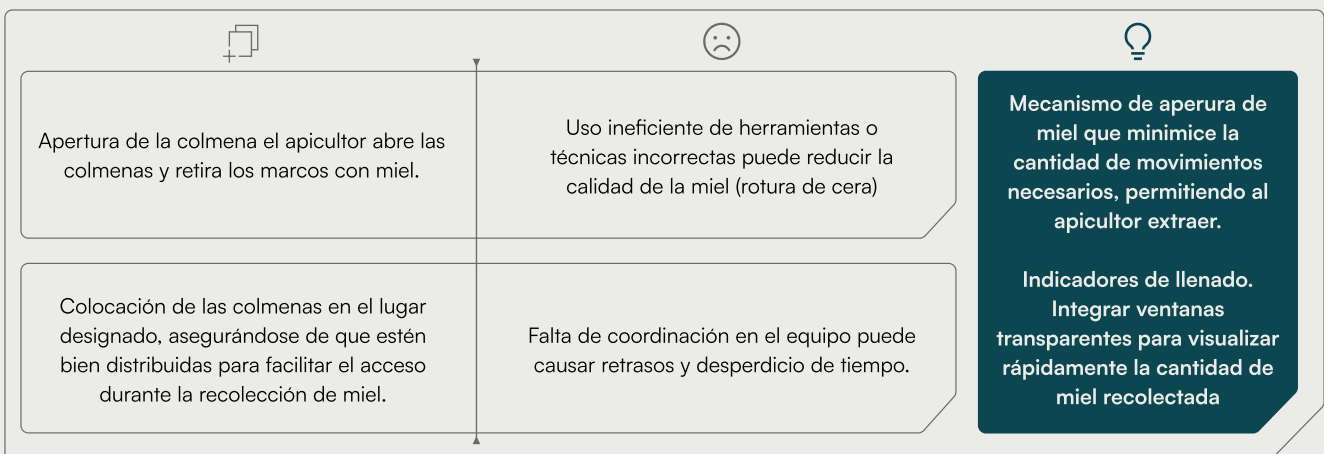 Apertura de la colmena el apicultor abre las
colmenas y retira los marcos con miel.
Uso ineficiente de herramientas o
técnicas incorrectas puede reducir la
calidad de la miel (rotura de cera)
Colocación de las colmenas en el lugar
designado, asegurándose de que estén
bien distribuidas para facilitar el acceso
durante la recolección de miel.
Falta de coordinación en el equipo puede
causar retrasos y desperdicio de tiempo.
Mecanismo de aperura de
miel que minimice la
cantidad de movimientos
necesarios, permitiendo al
apicultor extraer.
Indicadores de llenado.
Integrar ventanas
transparentes para visualizar
rápidamente la cantidad de
miel recolectada